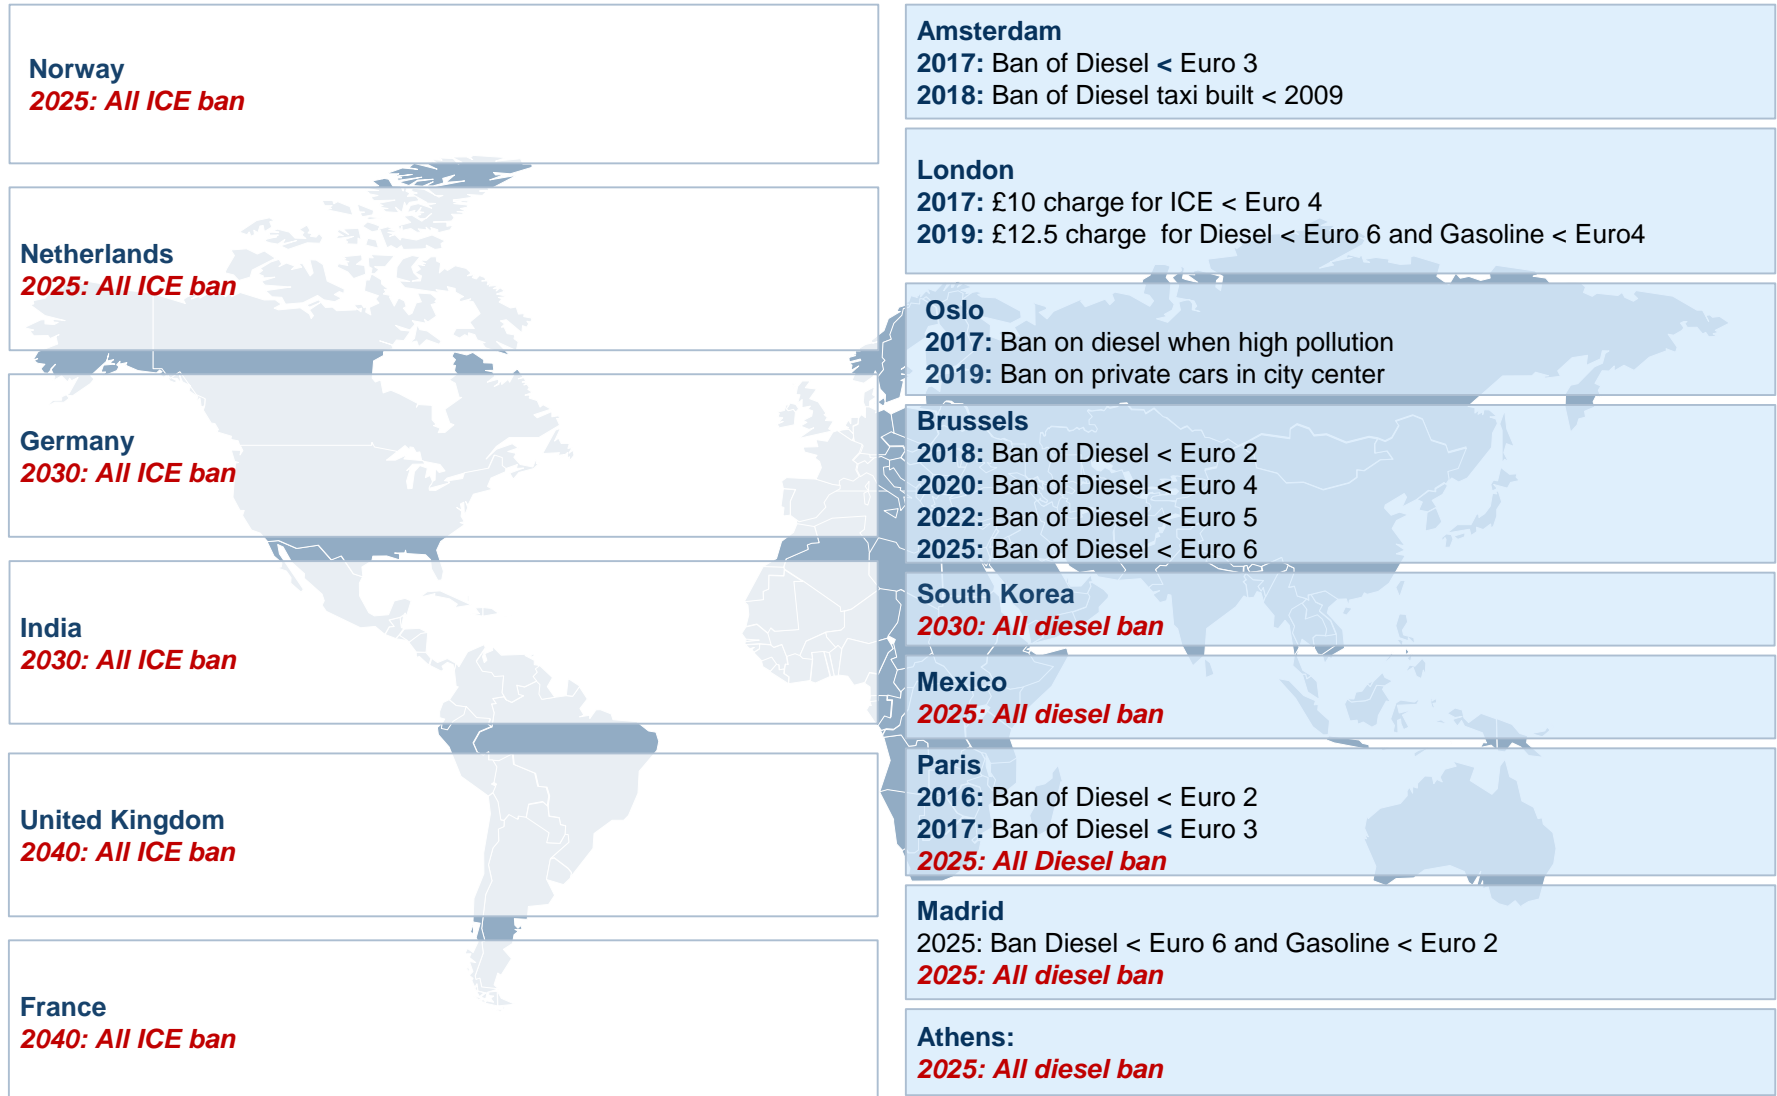 Norway
2025: All ICE ban
Netherlands
2025: All ICE ban
Germany
2030: All ICE ban
India
2030: All ICE ban
United Kingdom
2040: All ICE ban
France
2040: All ICE ban
Amsterdam
2017: Ban of Diesel < Euro 3
2018: Ban of Diesel taxi built < 2009
London
2017: £10 charge for ICE < Euro 4
2019: £12.5 charge  for Diesel < Euro 6 and Gasoline < Euro4
Oslo
2017: Ban on diesel when high pollution
2019: Ban on private cars in city center
Brussels
2018: Ban of Diesel < Euro 2
2020: Ban of Diesel < Euro 4
2022: Ban of Diesel < Euro 5
2025: Ban of Diesel < Euro 6
South Korea
2030: All diesel ban
Mexico
2025: All diesel ban
Paris
2016: Ban of Diesel < Euro 2
2017: Ban of Diesel < Euro 3
2025: All Diesel ban
Madrid
2025: Ban Diesel < Euro 6 and Gasoline < Euro 2
2025: All diesel ban
Athens:
2025: All diesel ban